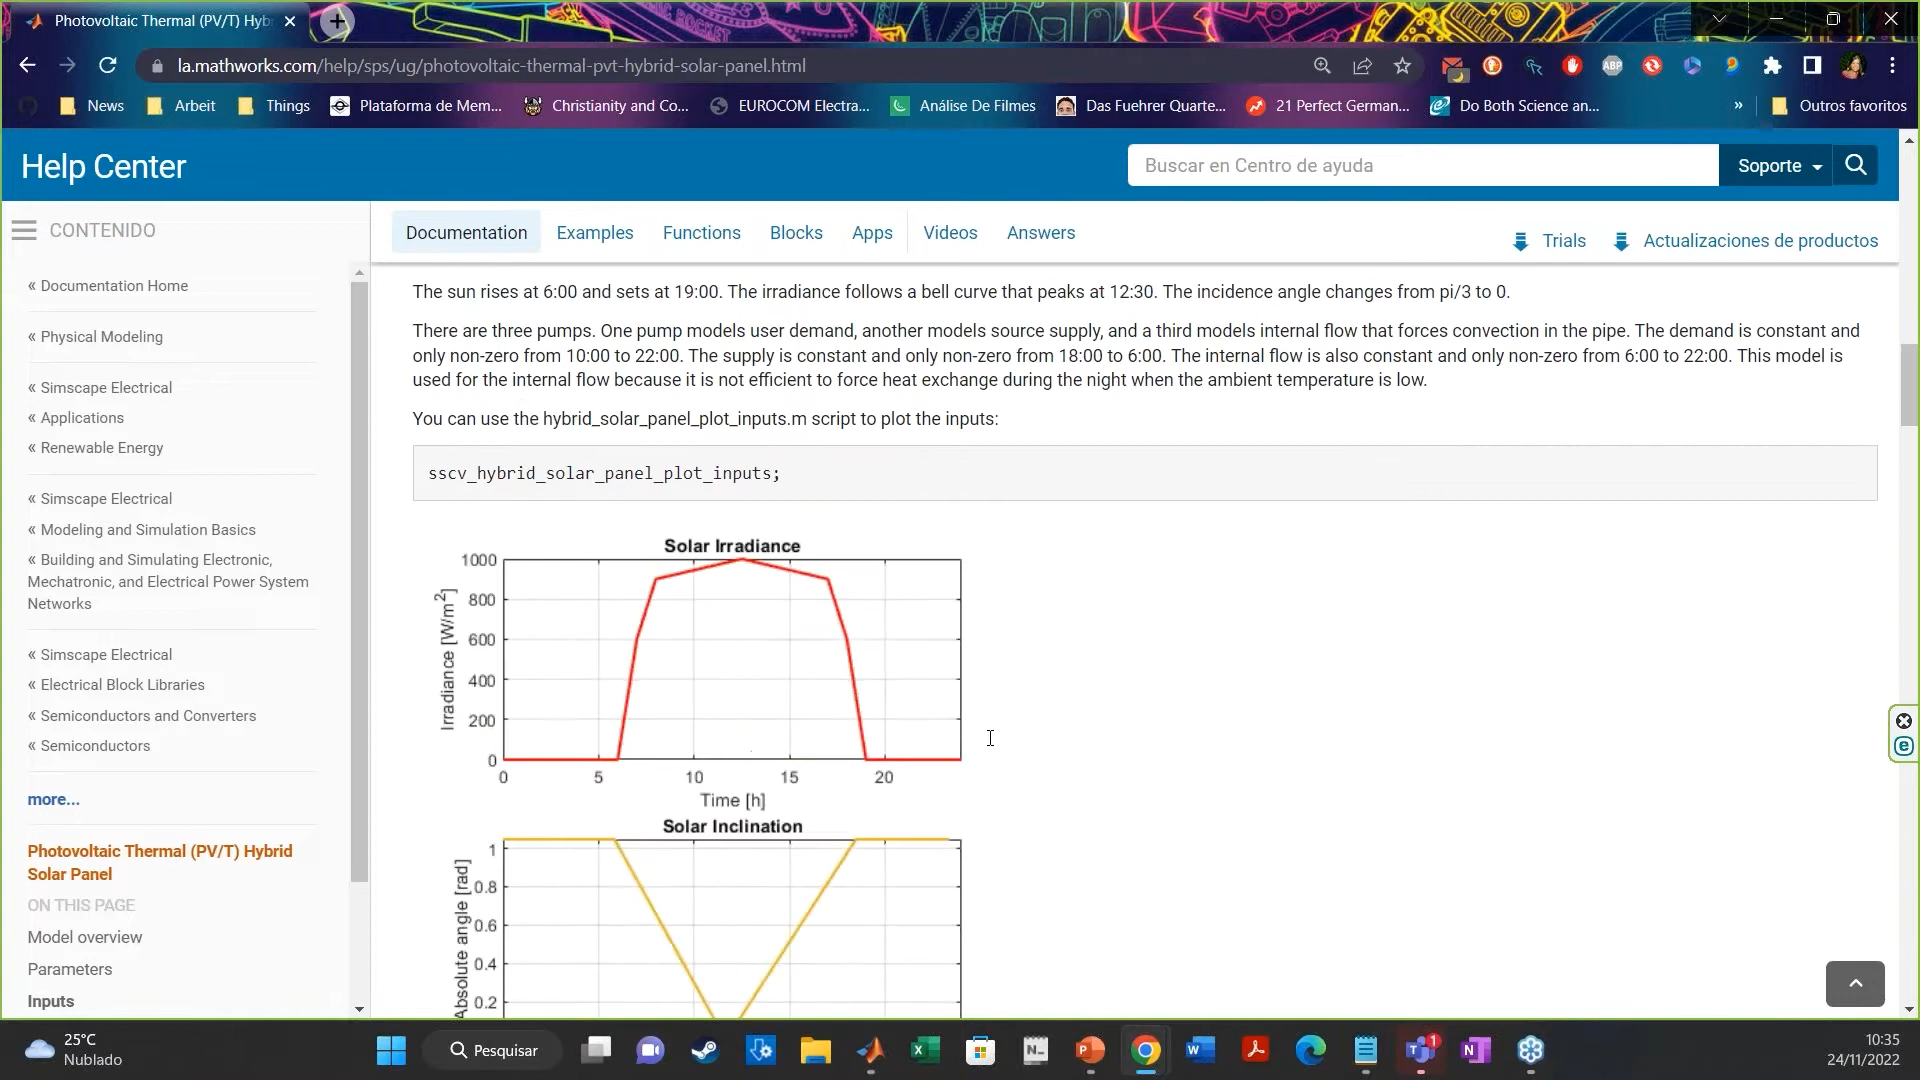 Photovoltaic Thermal (PV/T) Hyb
la.mathworks.com/help/sps/ug/photovoltaic-thermal-pvt-hybrid-solar-panel.html
News
Arbeit
Things
Plataforma de Mem...
Christianity and Co...
EUROCOM Electra...
Análise De Filmes
Das Fuehrer Quarte...
21 Perfect German...
Do Both Science an...
»
Outros favoritos
Help Center
Buscar en Centro de ayuda
Soporte
CONTENIDO
Documentation
Examples
Functions
Blocks
Apps
Videos
Answers
Trials
Actualizaciones de productos
« Documentation Home
« Physical Modeling
« Simscape Electrical
« Applications
« Renewable Energy
« Simscape Electrical
« Modeling and Simulation Basics
« Building and Simulating Electronic,
Mechatronic, and Electrical Power System
Networks
« Simscape Electrical
« Electrical Block Libraries
« Semiconductors and Converters
« Semiconductors
more...
Photovoltaic Thermal (PV/T) Hybrid
Solar Panel
ON THIS PAGE
Model overview
Parameters
Inputs
The sun rises at 6:00 and sets at 19:00. The irradiance follows a bell curve that peaks at 12:30. The incidence angle changes from pi/3 to 0.
There are three pumps. One pump models user demand, another models source supply, and a third models internal flow that forces convection in the pipe. The demand is constant and
only non-zero from 10:00 to 22:00. The supply is constant and only non-zero from 18:00 to 6:00. The internal flow is also constant and only non-zero from 6:00 to 22:00. This model is
used for the internal flow because it is not efficient to force heat exchange during the night when the ambient temperature is low.
You can use the hybrid_solar_panel_plot_inputs.m script to plot the inputs:
sscv_hybrid_solar_panel_plot_inputs;
Solar Irradiance
Irradiance [W/m²]
1000
800
600
400
200
0
0 5 10 15 20
Time [h]
Solar Inclination
Absolute angle [rad]
1
0.8
0.6
0.4
0.2
25°C
Nublado
Pesquisar
ABP
1
10:35
24/11/2022